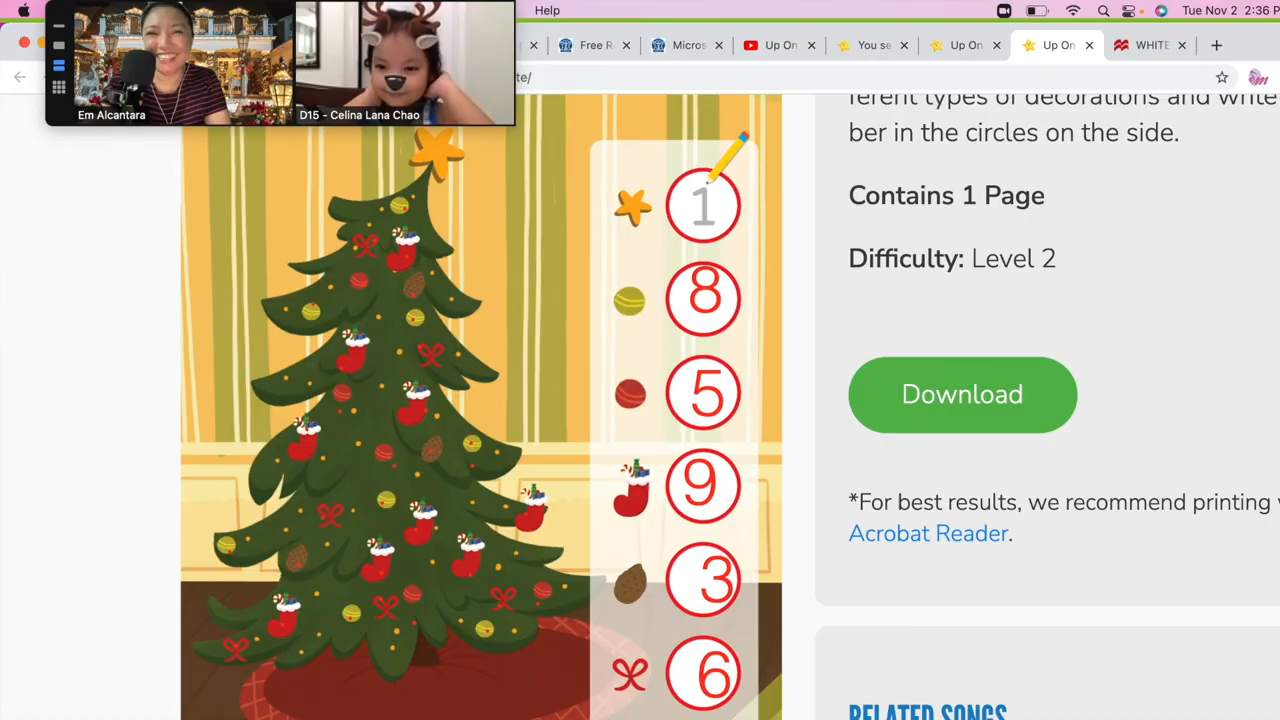 Help
Tue Nov 2 2:36 P
Free R
Micros
Up On
You se
Up On
Up On
WHITE
te/
Em Alcantara
D15 - Celina Lana Chao
ferent types of decorations and write
ber in the circles on the side.
Contains 1 Page
Difficulty: Level 2
Download
*For best results, we recommend printing
Acrobat Reader.
RELATED SONGS
1
8
5
9
3
6